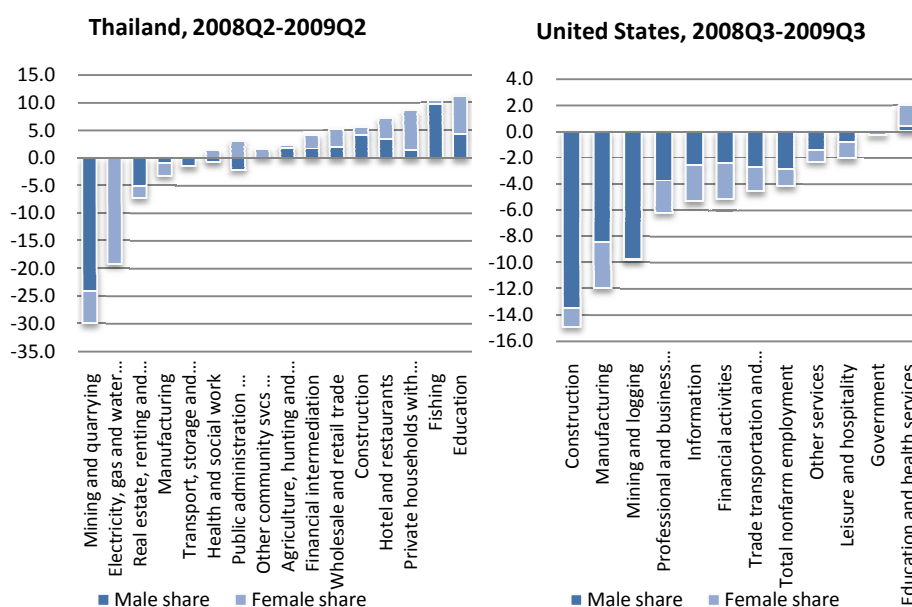 Thailand, 2008Q2-2009Q2
15.0
10.0
5.0
0.0
-5.0
-10.0
-15.0
-20.0
-25.0
-30.0
-35.0
Mining and quarrying
Electricity, gas and water…
Real estate, renting and…
Manufacturing
Transport, storage and…
Health and social work
Public administration …
Other community svcs …
Agriculture, hunting and…
Financial intermediation
Wholesale and retail trade
Construction
Hotel and restaurants
Private households with…
Fishing
Education
Male share
Female share
United States, 2008Q3-2009Q3
4.0
2.0
0.0
-2.0
-4.0
-6.0
-8.0
-10.0
-12.0
-14.0
-16.0
Construction
Manufacturing
Mining and logging
Professional and business…
Information
Financial activities
Trade transportation and…
Total nonfarm employment
Other services
Leisure and hospitality
Government
Education and health services
Male share
Female share